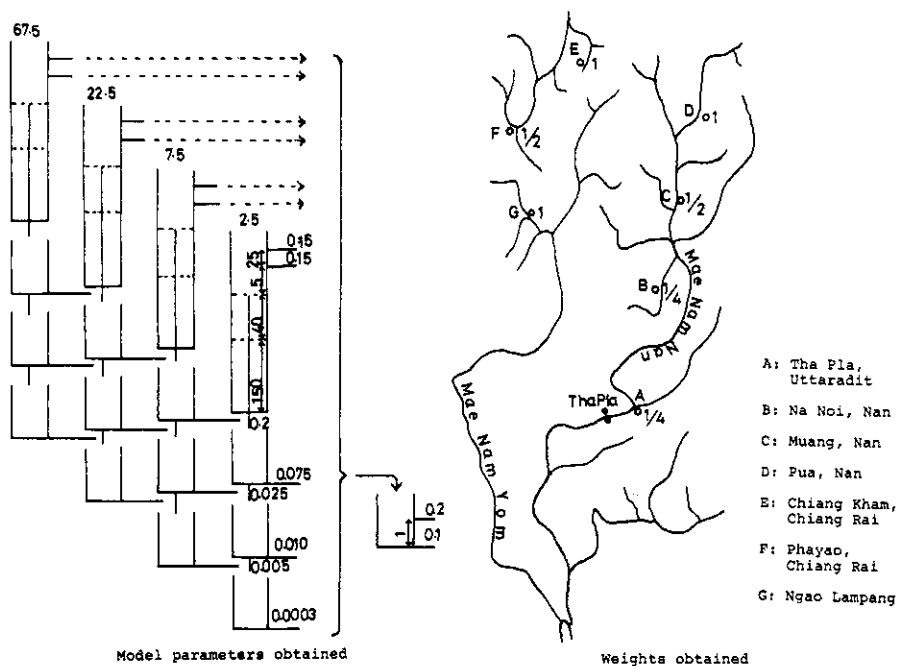 67.5
22.5
7.5
2.5
0.15
0.15
25
5
40
150
0.2
0.075
0.025
0.010
0.005
0.0003
0.2
0.1
1
Model parameters obtained
E
1
D
1
F
1/2
C
1/2
G
1
B
1/4
Mae Nam Nan
Tha Pla
A
1/4
Mae Nam Yom
A: Tha Pla,
Uttaradit
B: Na Noi, Nan
C: Muang, Nan
D: Pua, Nan
E: Chiang Kham,
Chiang Rai
F: Phayao,
Chiang Rai
G: Ngao Lampang
Weights obtained